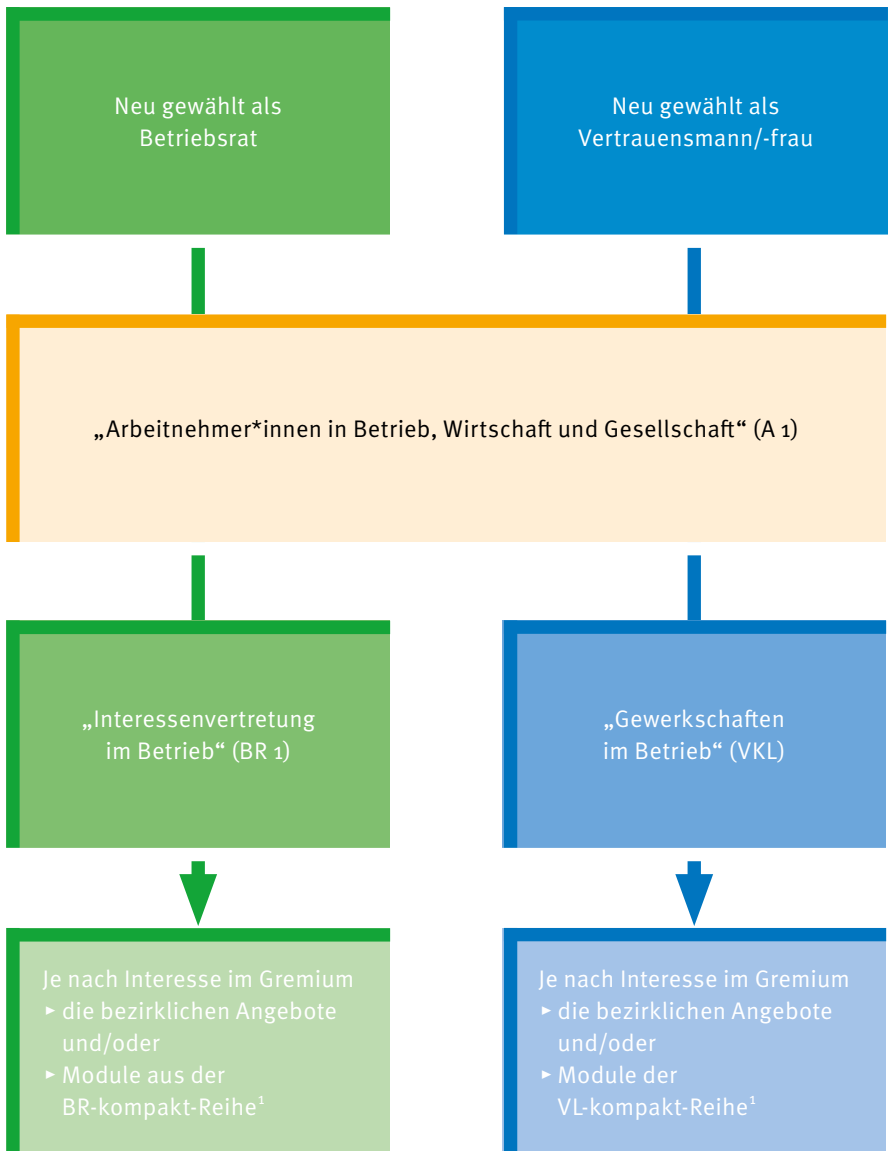 Neu gewählt als
Betriebsrat
Neu gewählt als
Vertrauensmann/-frau
„Arbeitnehmer*innen in Betrieb, Wirtschaft und Gesellschaft“ (A 1)
„Interessenvertretung
im Betrieb“ (BR 1)
„Gewerkschaften
im Betrieb“ (VKL)
Je nach Interesse im Gremium
▸ die bezirklichen Angebote
und/oder
▸ Module aus der
BR-kompakt-Reihe¹
Je nach Interesse im Gremium
▸ die bezirklichen Angebote
und/oder
▸ Module der
VL-kompakt-Reihe¹